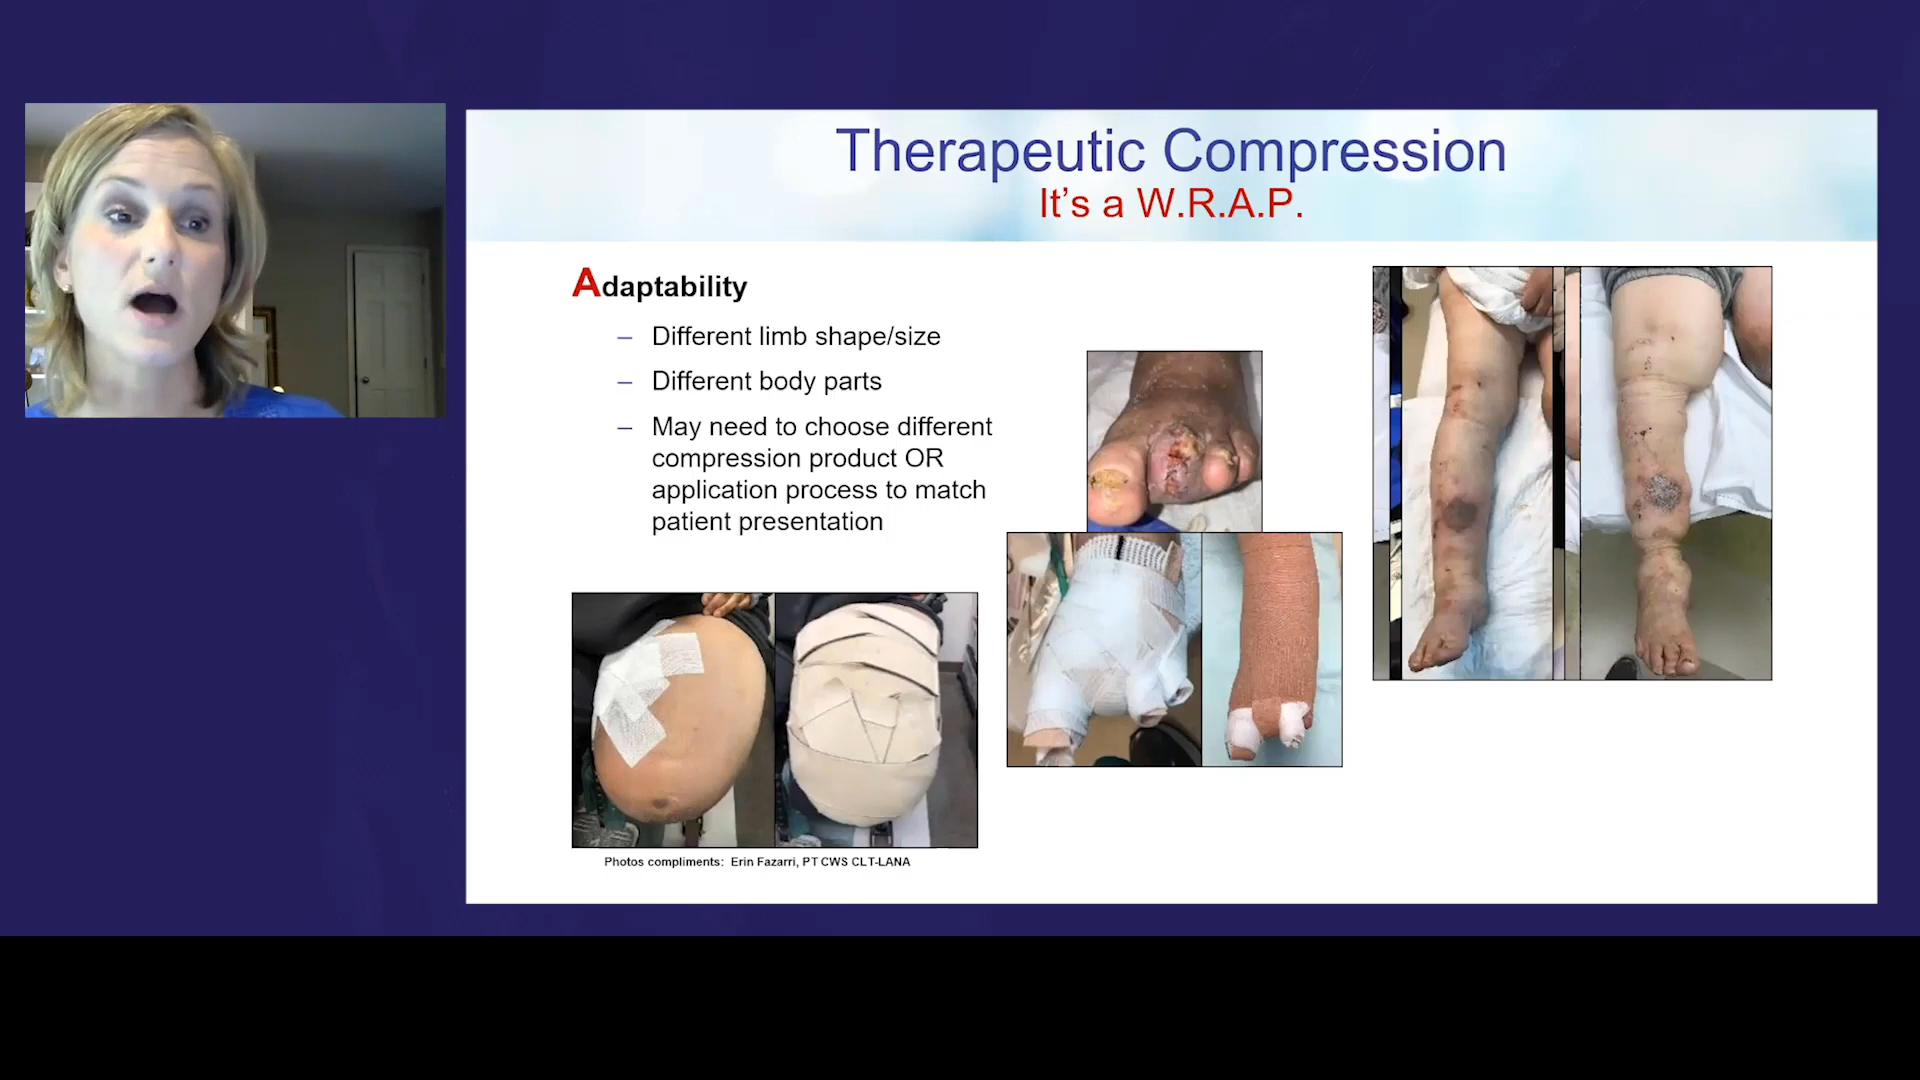 Therapeutic Compression
It’s a W.R.A.P.
Adaptability
– Different limb shape/size
– Different body parts
– May need to choose different
compression product OR
application process to match
patient presentation
Photos compliments: Erin Fazarri, PT CWS CLT-LANA